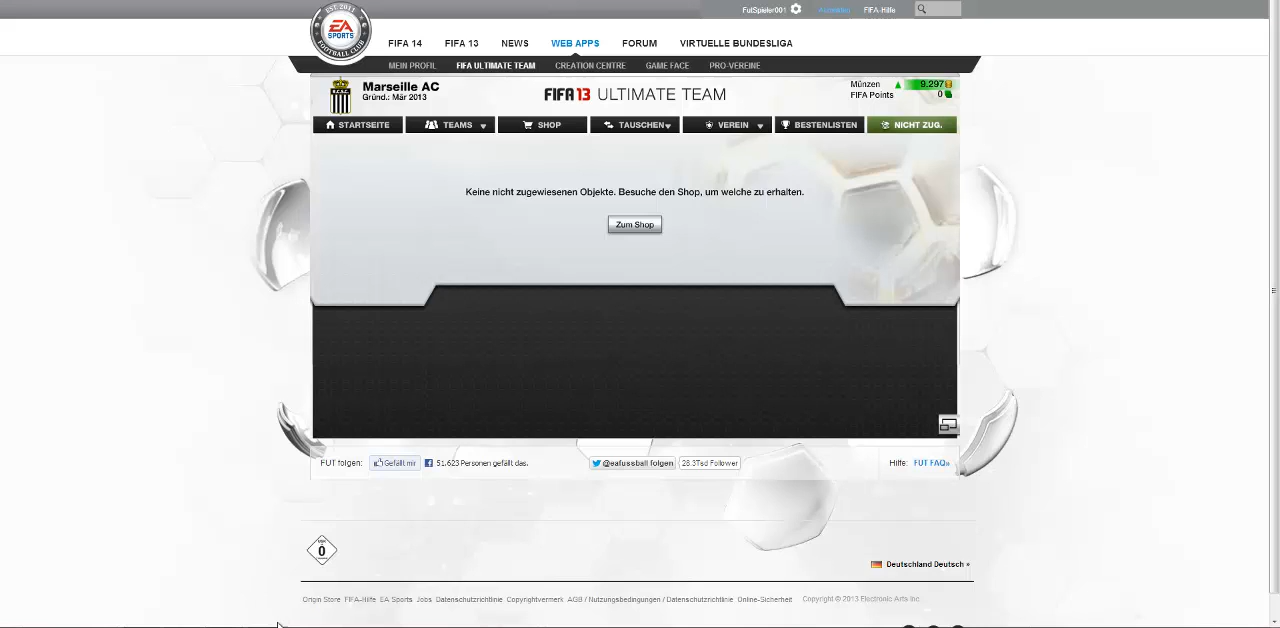 EST. 2011
EA
SPORTS
FOOTBALL CLUB
FutSpieler001
Anmelden
FIFA-Hilfe
FIFA 14
FIFA 13
NEWS
WEB APPS
FORUM
VIRTUELLE BUNDESLIGA
MEIN PROFIL
FIFA ULTIMATE TEAM
CREATION CENTRE
GAME FACE
PRO-VEREINE
Marseille AC
Gründ.: Mär 2013
FIFA 13 ULTIMATE TEAM
Münzen 9.297
FIFA Points 0
STARTSEITE
TEAMS
SHOP
TAUSCHEN
VEREIN
BESTENLISTEN
NICHT ZUG.
Keine nicht zugewiesenen Objekte. Besuche den Shop, um welche zu erhalten.
Zum Shop
FUT folgen:
Gefällt mir
51.623 Personen gefällt das.
@eafussball folgen
28.3Tsd Follower
Hilfe:
FUT FAQ»
0
Deutschland Deutsch »
Origin Store FIFA-Hilfe EA Sports Jobs Datenschutzrichtlinie Copyrightvermerk AGB / Nutzungsbedingungen / Datenschutzrichtlinie Online-Sicherheit Copyright © 2013 Electronic Arts Inc.